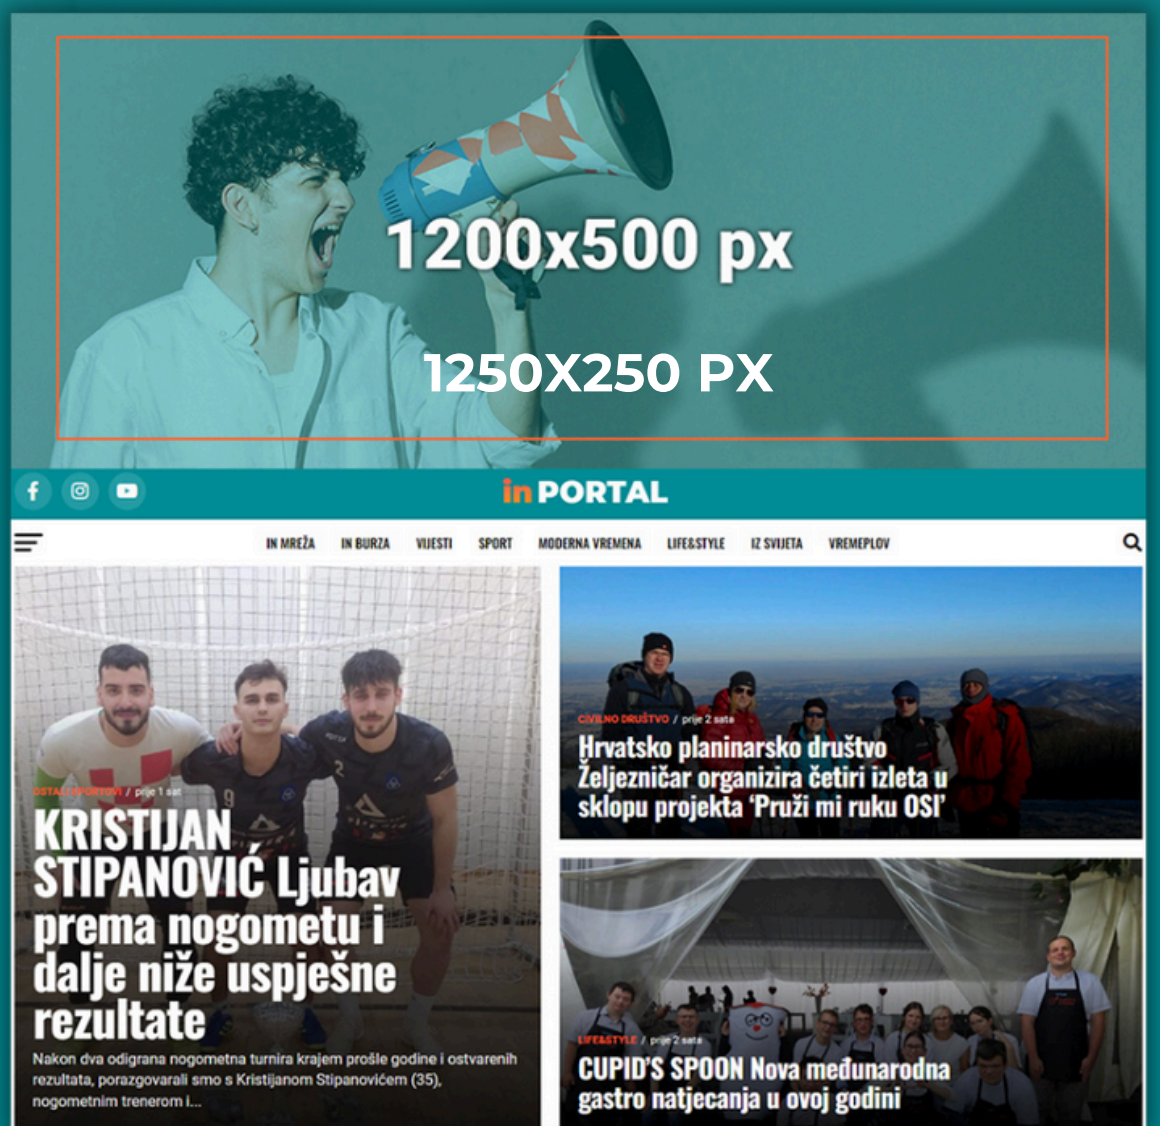 1200x500 px
1250X250 PX
in PORTAL
IN MREŽA IN BURZA VIJESTI SPORT MODERNA VREMENA LIFE&STYLE IZ SVIJETA VREMEPLOV
OSTALI SPORTOVI / prije 1 sat
KRISTIJAN
STIPANOVIĆ Ljubav
prema nogometu i
dalje niže uspješne
rezultate
Nakon dva odigrana nogometna turnira krajem prošle godine i ostvarenih
rezultata, porazgovarali smo s Kristijanom Stipanovićem (35),
nogometnim trenerom i...
CIVILNO DRUŠTVO / prije 2 sata
Hrvatsko planinarsko društvo
Željezničar organizira četiri izleta u
sklopu projekta ‘Pruži mi ruku OSI’
LIFE&STYLE / prije 2 sata
CUPID’S SPOON Nova međunarodna
gastro natjecanja u ovoj godini